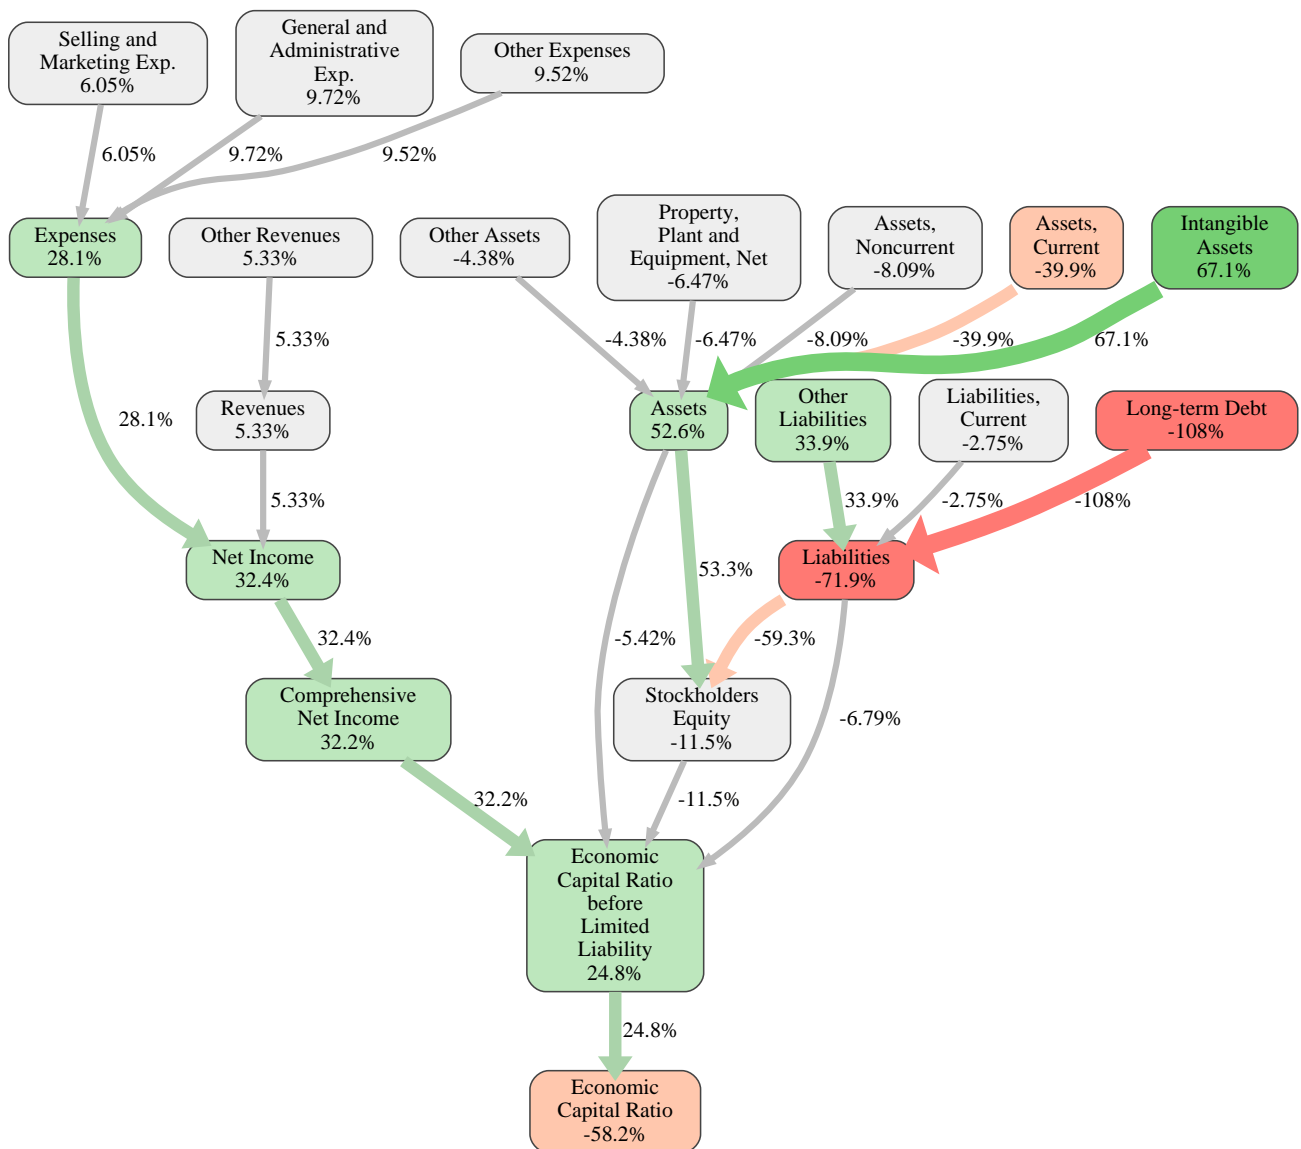 Selling and
Marketing Exp.
6.05%
General and
Administrative
Exp.
9.72%
Other Expenses
9.52%
6.05%
9.72%
9.52%
Expenses
28.1%
Other Revenues
5.33%
Other Assets
-4.38%
Property,
Plant and
Equipment, Net
-6.47%
Assets,
Noncurrent
-8.09%
Assets,
Current
-39.9%
Intangible
Assets
67.1%
5.33%
-4.38%
-6.47%
-8.09%
-39.9%
67.1%
28.1%
Revenues
5.33%
Assets
52.6%
Other
Liabilities
33.9%
Liabilities,
Current
-2.75%
Long-term Debt
-108%
5.33%
33.9%
-2.75%
-108%
Net Income
32.4%
53.3%
Liabilities
-71.9%
32.4%
-5.42%
-59.3%
Comprehensive
Net Income
32.2%
Stockholders
Equity
-11.5%
-6.79%
32.2%
-11.5%
Economic
Capital Ratio
before
Limited
Liability
24.8%
24.8%
Economic
Capital Ratio
-58.2%